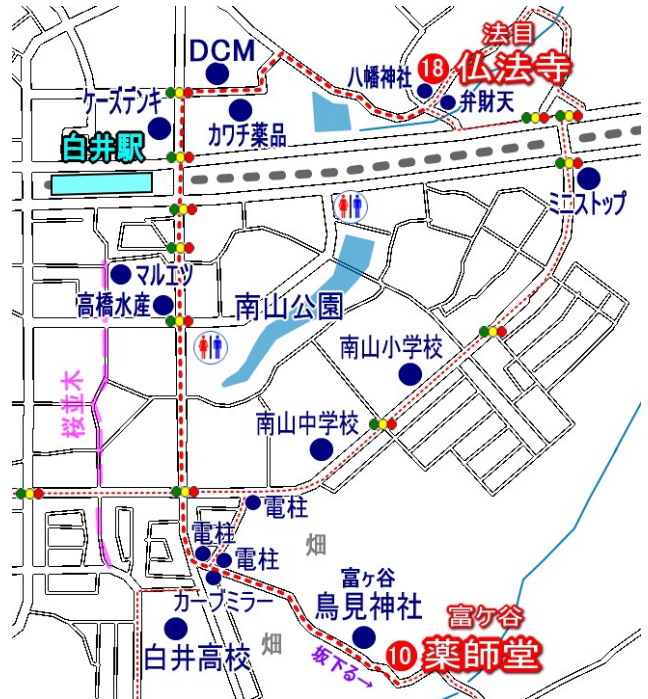 DCM
法目
18 仏法寺
八幡神社
弁財天
ケーズデンキ
カワチ薬品
白井駅
ミニストップ
マルエツ
高橋水産
南山公園
南山小学校
桜並木
南山中学校
電柱
電柱
電柱
畑
カーブミラー
富ヶ谷
鳥見神社
富ケ谷
10 薬師堂
白井高校
畑
坂下る→